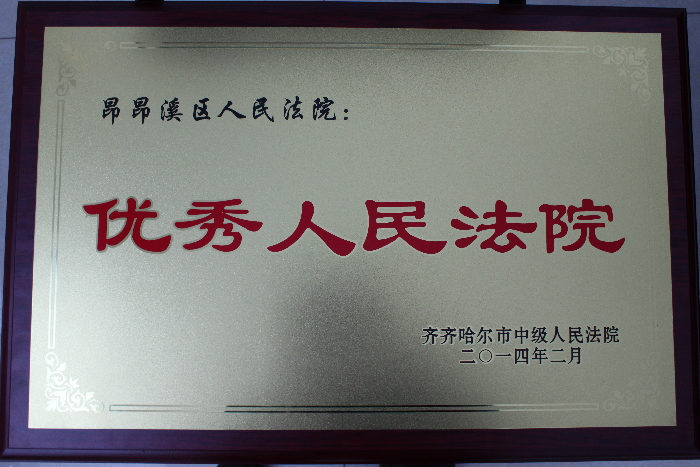 昂昂溪区人民法院：
优秀人民法院
齐齐哈尔市中级人民法院
二〇一四年二月